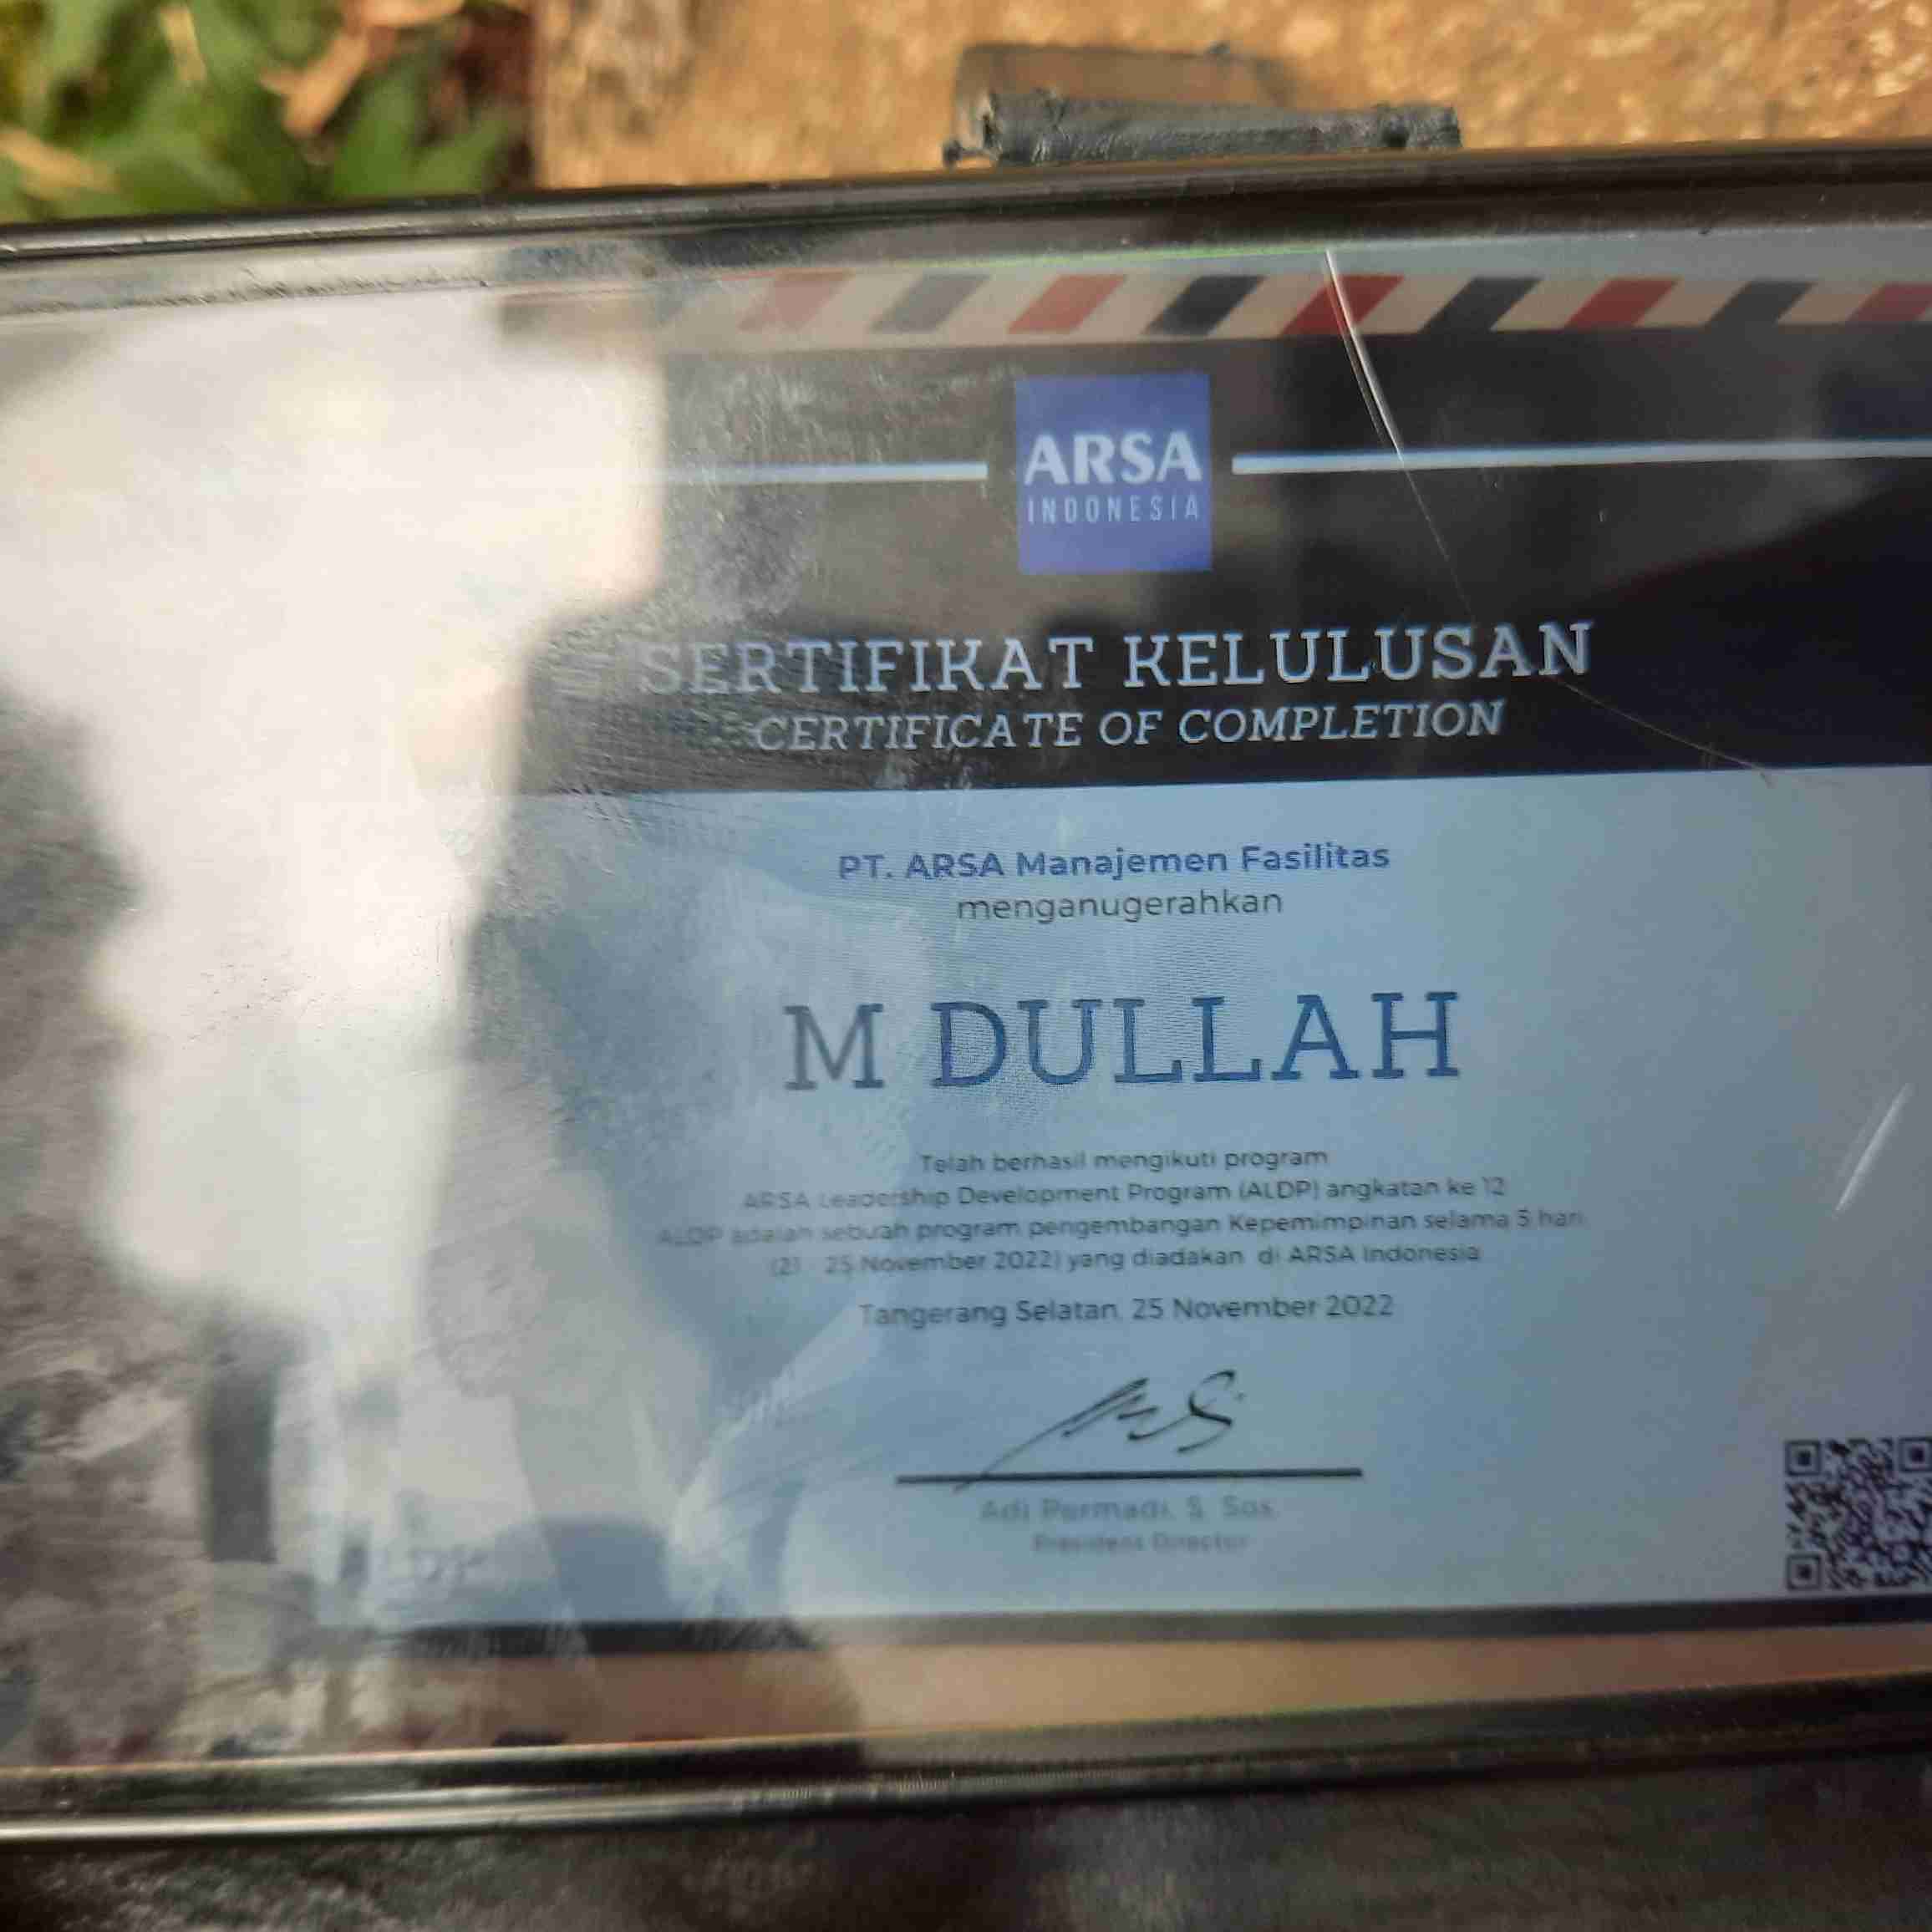 ARSA
INDONESIA
SERTIFIKAT KELULUSAN
CERTIFICATE OF COMPLETION
PT. ARSA Manajemen Fasilitas
menganugerahkan
M DULLAH
Telah berhasil mengikuti program
ARSA Leadership Development Program (ALDP) angkatan ke 12
ALDP adalah sebuah program pengembangan Kepemimpinan selama 5 hari
(21 - 25 November 2022) yang diadakan di ARSA Indonesia
Tangerang Selatan, 25 November 2022
Adi Permadi, S. Sos.
President Director